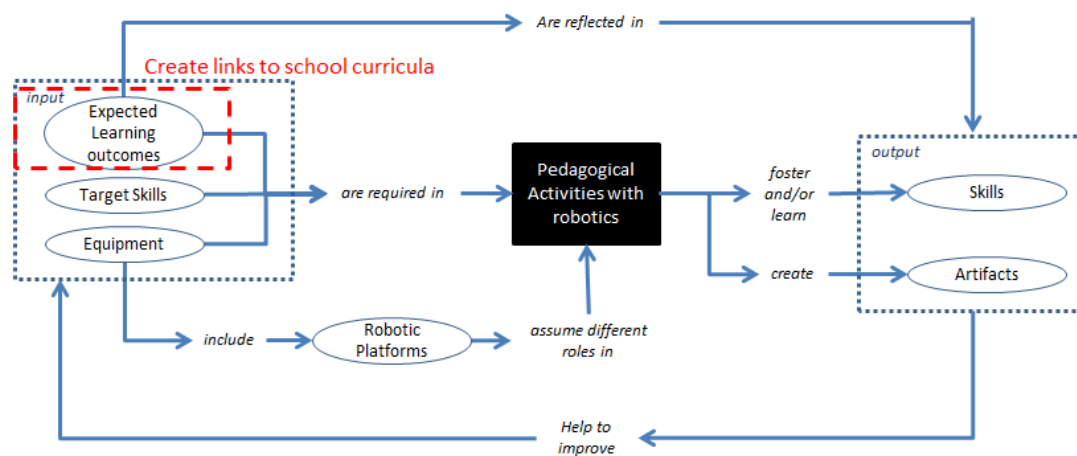 Are reflected in
Create links to school curricula
input
Expected
Learning
outcomes
Target Skills
Equipment
are required in
Pedagogical
Activities with
robotics
foster
and/or
learn
output
Skills
create
Artifacts
include
Robotic
Platforms
assume different
roles in
Help to
improve